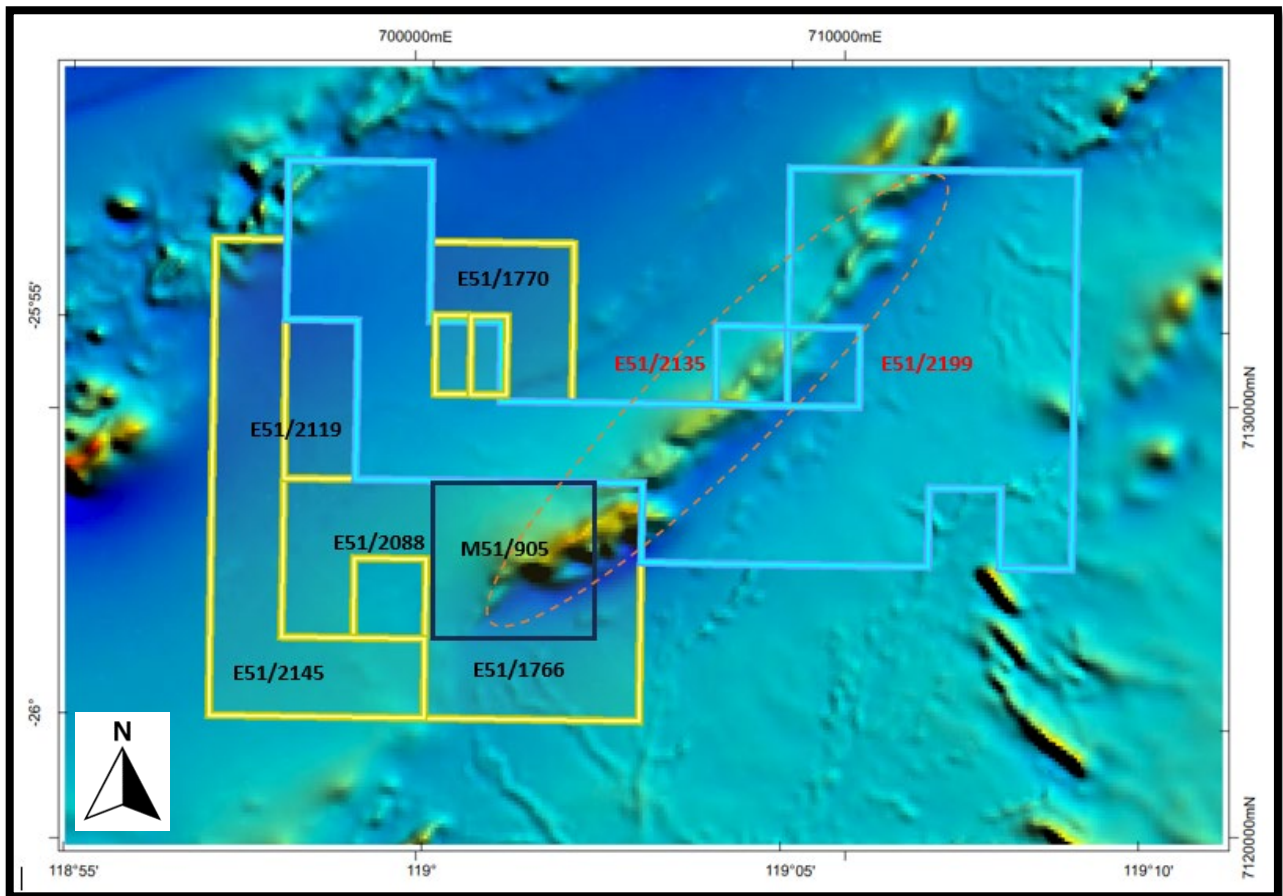 700000mE
710000mE
-25°55'
E51/1770
E51/2135
E51/2199
7130000mN
E51/2119
E51/2088
M51/905
E51/2145
E51/1766
-26°
N
118°55'
119°
119°05'
119°10'
7120000mN